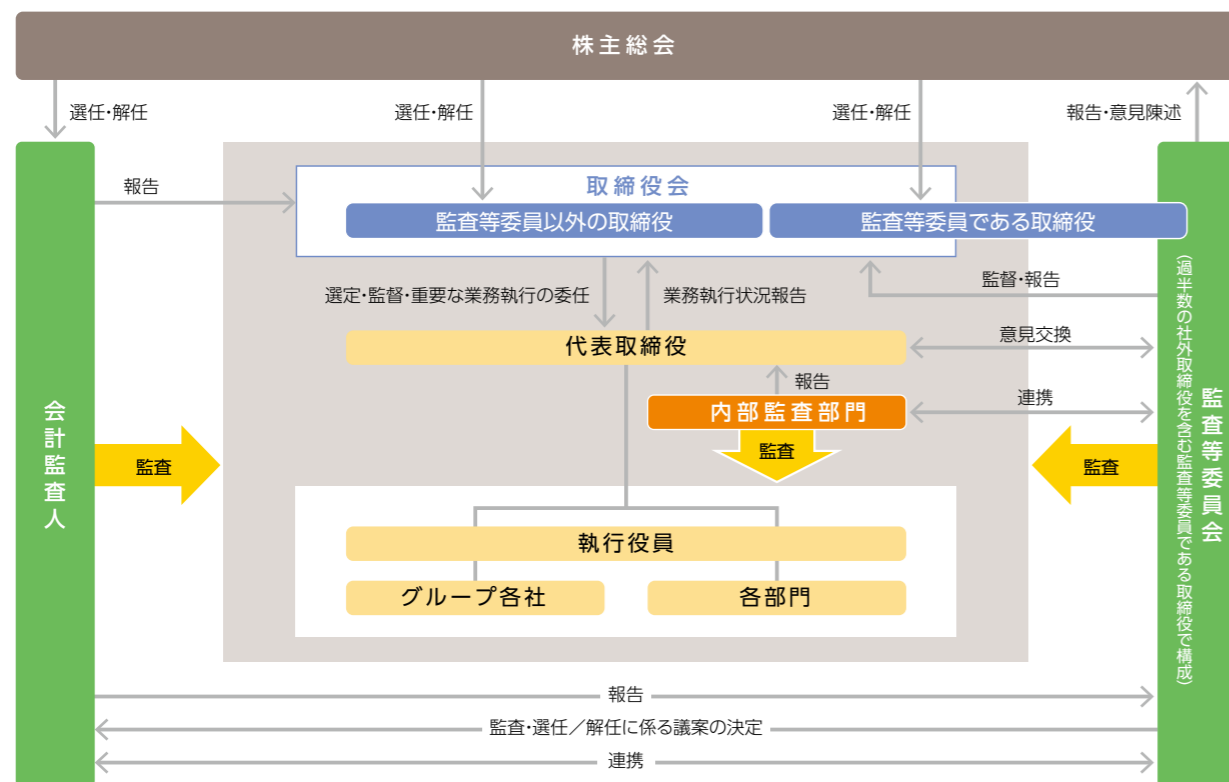 株主総会
選任・解任
選任・解任
選任・解任
報告・意見陳述
報告
取締役会
監査等委員以外の取締役
監査等委員である取締役
選定・監督・重要な業務執行の委任
業務執行状況報告
監督・報告
代表取締役
意見交換
報告
内部監査部門
連携
監査
監査
監査
会計監査人
監査等委員会
（過半数の社外取締役を含む監査等委員である取締役で構成）
執行役員
グループ各社
各部門
報告
監査・選任／解任に係る議案の決定
連携